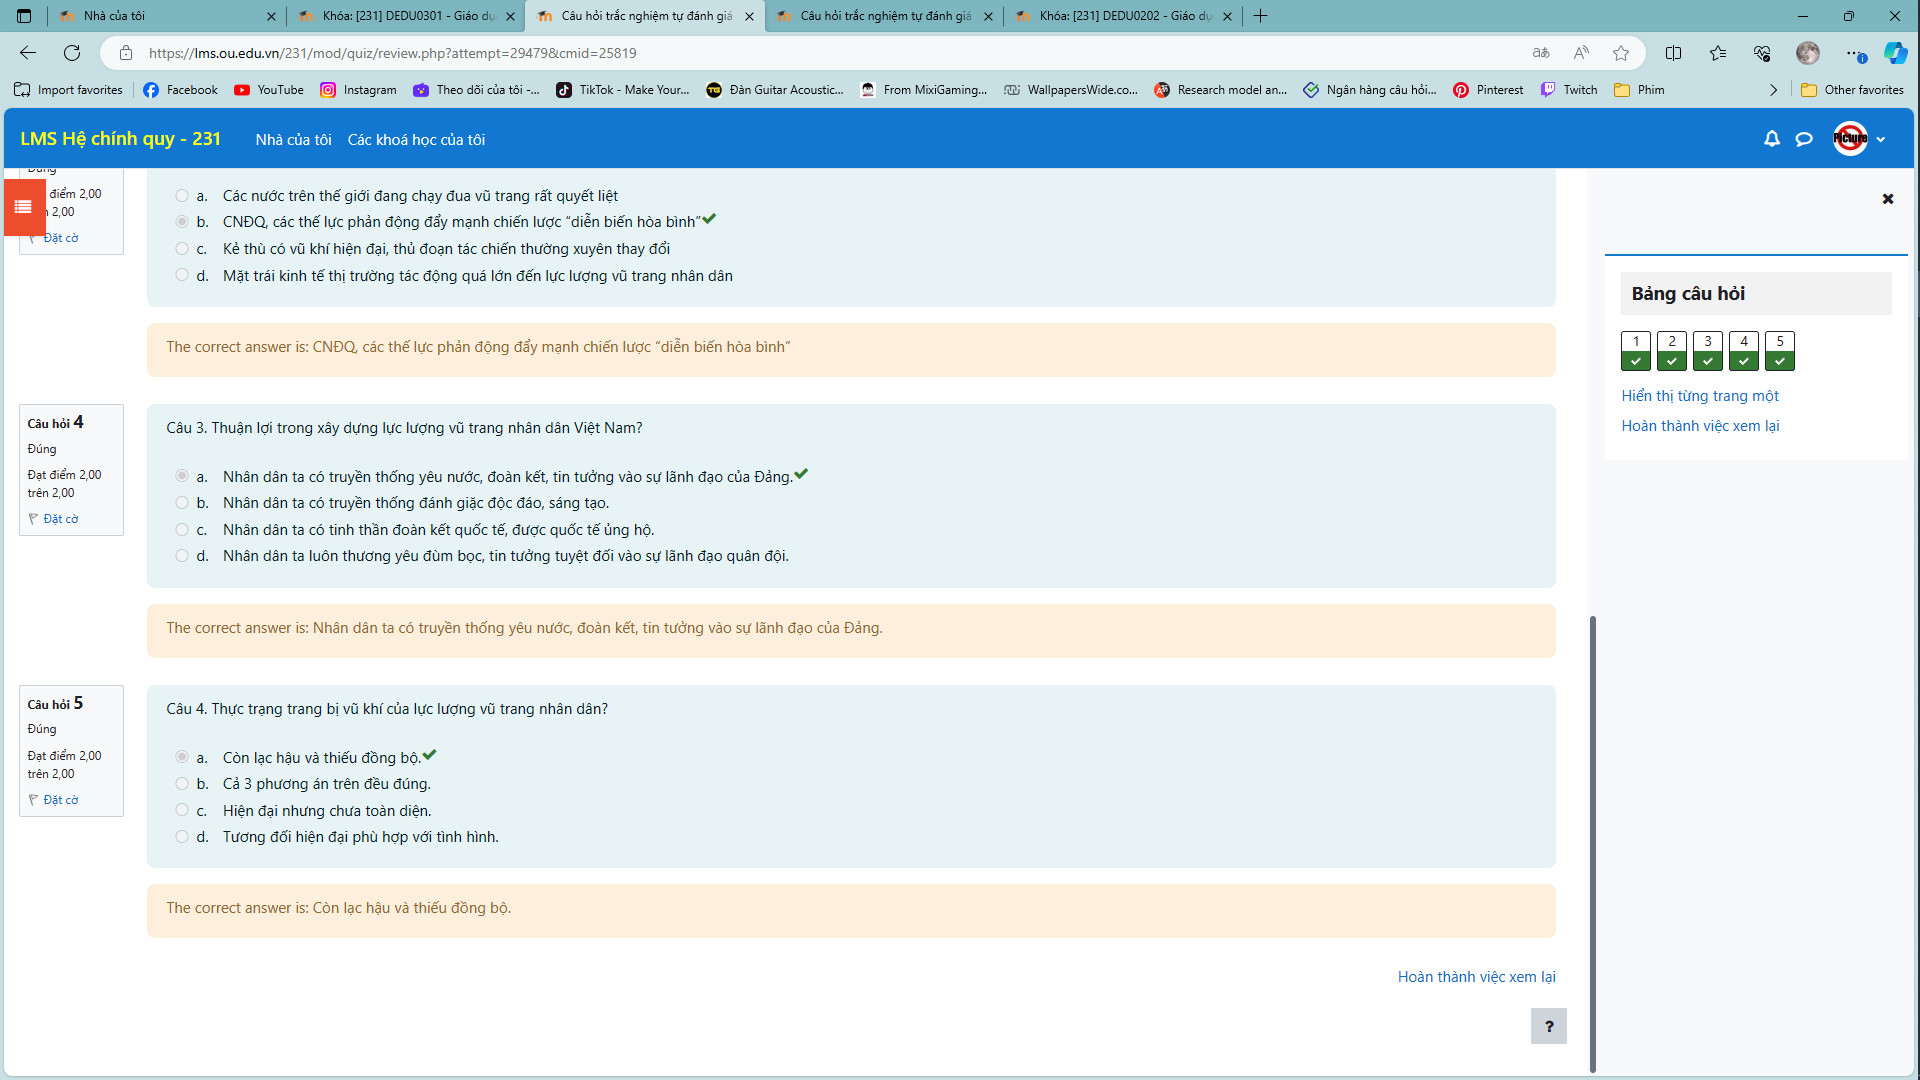 Nhà của tôi
Khóa: [231] DEDU0301 - Giáo dụ
Câu hỏi trắc nghiệm tự đánh giá
Câu hỏi trắc nghiệm tự đánh giá
Khóa: [231] DEDU0202 - Giáo dụ
https://lms.ou.edu.vn/231/mod/quiz/review.php?attempt=29479&cmid=25819
Import favorites
Facebook
YouTube
Instagram
Theo dõi của tôi -...
TikTok - Make Your...
Đàn Guitar Acoustic...
From MixiGaming...
WallpapersWide.co...
Research model an...
Ngân hàng câu hỏi...
Pinterest
Twitch
Phim
Other favorites
LMS Hệ chính quy - 231
Nhà của tôi
Các khoá học của tôi
Picture
Đúng
điểm 2,00
2,00
Đặt cờ
a. Các nước trên thế giới đang chạy đua vũ trang rất quyết liệt
b. CNĐQ, các thế lực phản động đẩy mạnh chiến lược “diễn biến hòa bình”
c. Kẻ thù có vũ khí hiện đại, thủ đoạn tác chiến thường xuyên thay đổi
d. Mặt trái kinh tế thị trường tác động quá lớn đến lực lượng vũ trang nhân dân
The correct answer is: CNĐQ, các thế lực phản động đẩy mạnh chiến lược “diễn biến hòa bình”
Câu hỏi 4
Đúng
Đạt điểm 2,00
trên 2,00
Đặt cờ
Câu 3. Thuận lợi trong xây dựng lực lượng vũ trang nhân dân Việt Nam?
a. Nhân dân ta có truyền thống yêu nước, đoàn kết, tin tưởng vào sự lãnh đạo của Đảng.
b. Nhân dân ta có truyền thống đánh giặc độc đáo, sáng tạo.
c. Nhân dân ta có tinh thần đoàn kết quốc tế, được quốc tế ủng hộ.
d. Nhân dân ta luôn thương yêu đùm bọc, tin tưởng tuyệt đối vào sự lãnh đạo quân đội.
The correct answer is: Nhân dân ta có truyền thống yêu nước, đoàn kết, tin tưởng vào sự lãnh đạo của Đảng.
Câu hỏi 5
Đúng
Đạt điểm 2,00
trên 2,00
Đặt cờ
Câu 4. Thực trạng trang bị vũ khí của lực lượng vũ trang nhân dân?
a. Còn lạc hậu và thiếu đồng bộ.
b. Cả 3 phương án trên đều đúng.
c. Hiện đại nhưng chưa toàn diện.
d. Tương đối hiện đại phù hợp với tình hình.
The correct answer is: Còn lạc hậu và thiếu đồng bộ.
Hoàn thành việc xem lại
?
Bảng câu hỏi
1 2 3 4 5
Hiển thị từng trang một
Hoàn thành việc xem lại